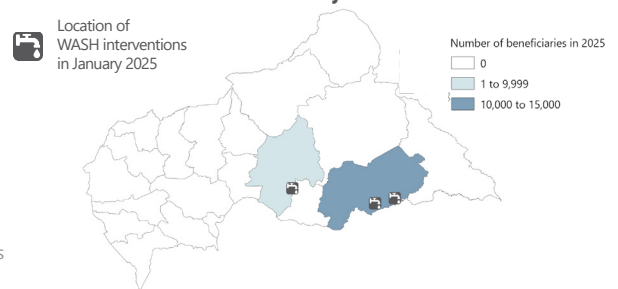 Location of
WASH interventions
in January 2025
Number of beneficiaries in 2025
0
1 to 9,999
10,000 to 15,000